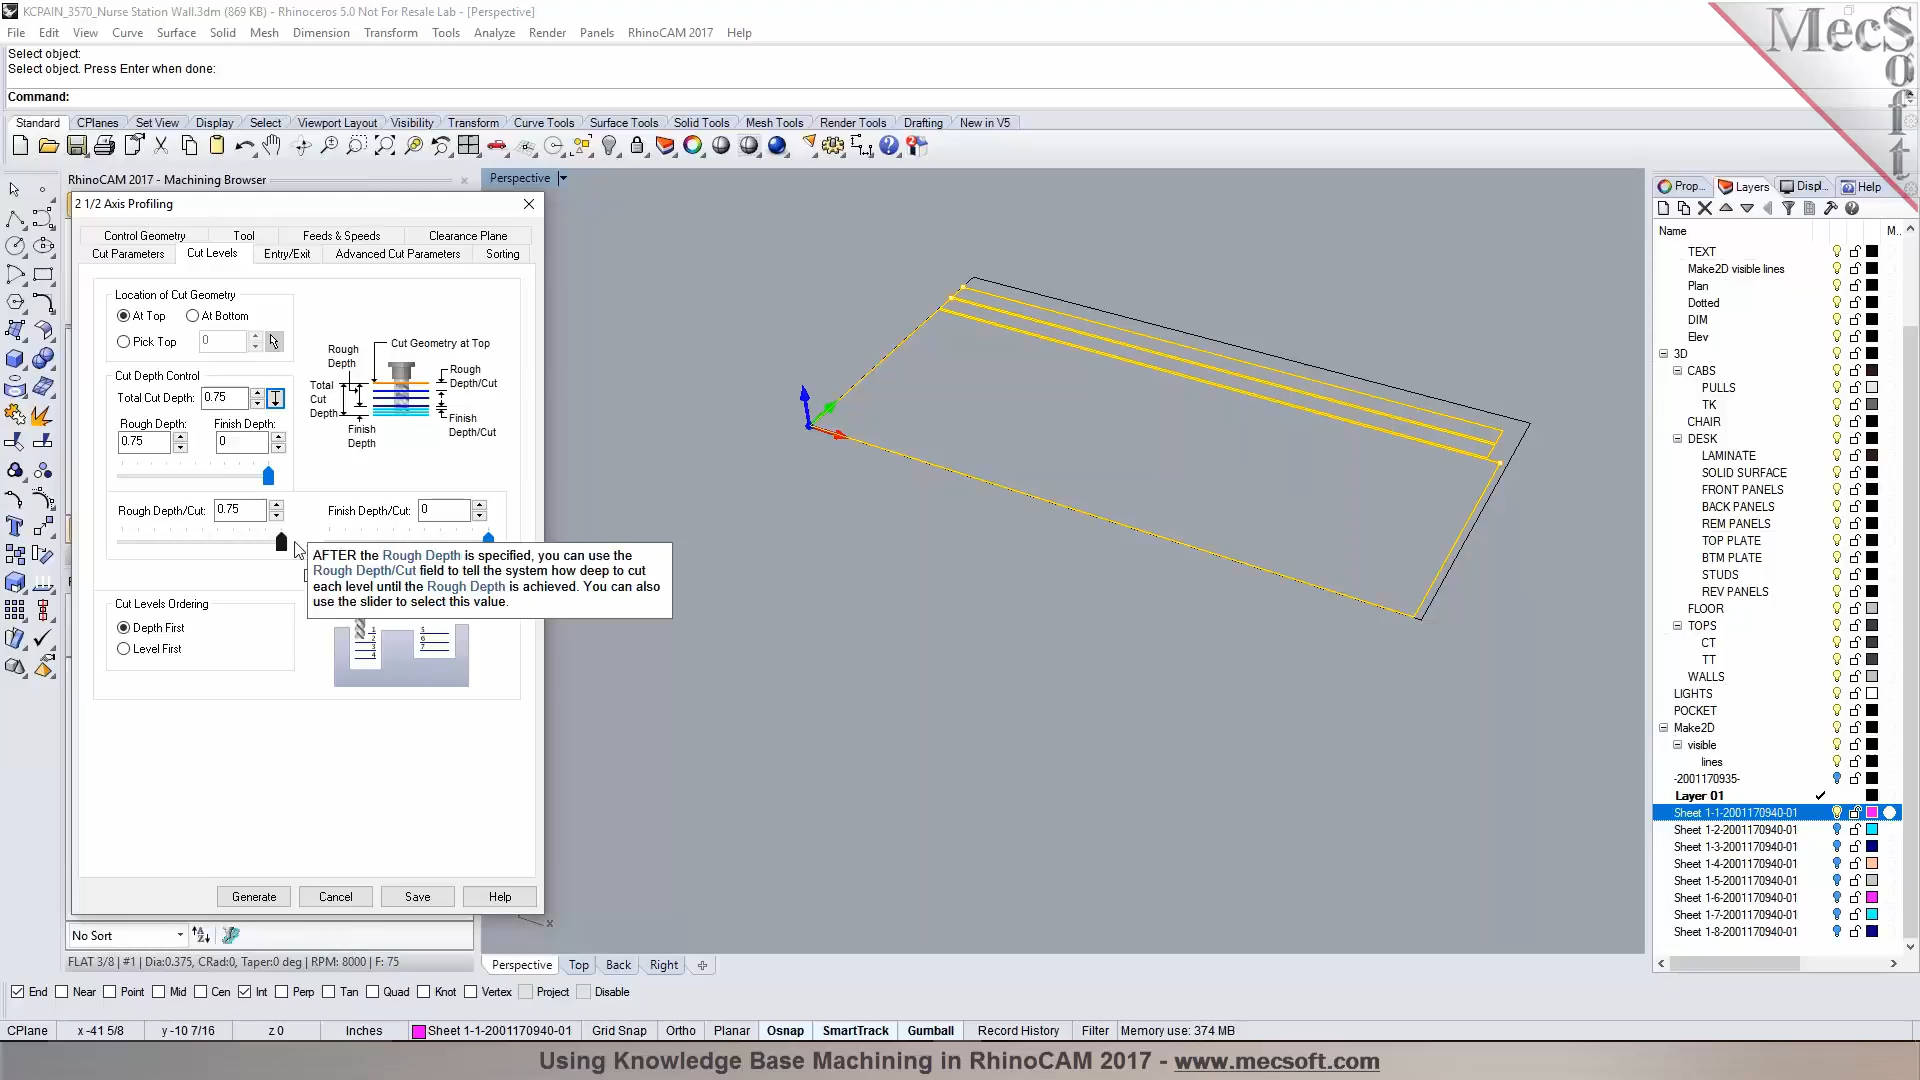 KCPAIN_3570_Nurse Station Wall.3dm (869 KB) - Rhinoceros 5.0 Not For Resale Lab - [Perspective]
File Edit View Curve Surface Solid Mesh Dimension Transform Tools Analyze Render Panels RhinoCAM 2017 Help
MecSoft
Select object:
Select object. Press Enter when done:
Command:
Standard CPlanes Set View Display Select Viewport Layout Visibility Transform Curve Tools Surface Tools Solid Tools Mesh Tools Render Tools Drafting New in V5
RhinoCAM 2017 - Machining Browser
2 1/2 Axis Profiling
Control Geometry Tool Feeds & Speeds Clearance Plane
Cut Parameters Cut Levels Entry/Exit Advanced Cut Parameters Sorting
Location of Cut Geometry
At Top At Bottom
Pick Top 0
Cut Depth Control
Total Cut Depth: 0.75
Rough Depth: Finish Depth:
0.75 0
Rough Depth/Cut: 0.75 Finish Depth/Cut: 0
Cut Geometry at Top
Rough
Depth
Rough
Depth/Cut
Total
Cut
Depth
Finish
Depth/Cut
Finish
Depth
AFTER the Rough Depth is specified, you can use the
Rough Depth/Cut field to tell the system how deep to cut
each level until the Rough Depth is achieved. You can also
use the slider to select this value.
Cut Levels Ordering
Depth First
Level First
1
2
3
4
5
6
7
Generate Cancel Save Help
No Sort
FLAT 3/8 | #1 | Dia:0.375, CRad:0, Taper:0 deg | RPM: 8000 | F: 75
Perspective
x
Perspective Top Back Right
Prop... Layers Displ... Help
Name M..
TEXT
Make2D visible lines
Plan
Dotted
DIM
Elev
3D
CABS
PULLS
TK
CHAIR
DESK
LAMINATE
SOLID SURFACE
FRONT PANELS
BACK PANELS
REM PANELS
TOP PLATE
BTM PLATE
STUDS
REV PANELS
FLOOR
TOPS
CT
TT
WALLS
LIGHTS
POCKET
Make2D
visible
lines
-2001170935-
Layer 01
Sheet 1-1-2001170940-01
Sheet 1-2-2001170940-01
Sheet 1-3-2001170940-01
Sheet 1-4-2001170940-01
Sheet 1-5-2001170940-01
Sheet 1-6-2001170940-01
Sheet 1-7-2001170940-01
Sheet 1-8-2001170940-01
End Near Point Mid Cen Int Perp Tan Quad Knot Vertex Project Disable
CPlane x -41 5/8 y -10 7/16 z 0 Inches Sheet 1-1-2001170940-01 Grid Snap Ortho Planar Osnap SmartTrack Gumball Record History Filter Memory use: 374 MB
Using Knowledge Base Machining in RhinoCAM 2017 - www.mecsoft.com